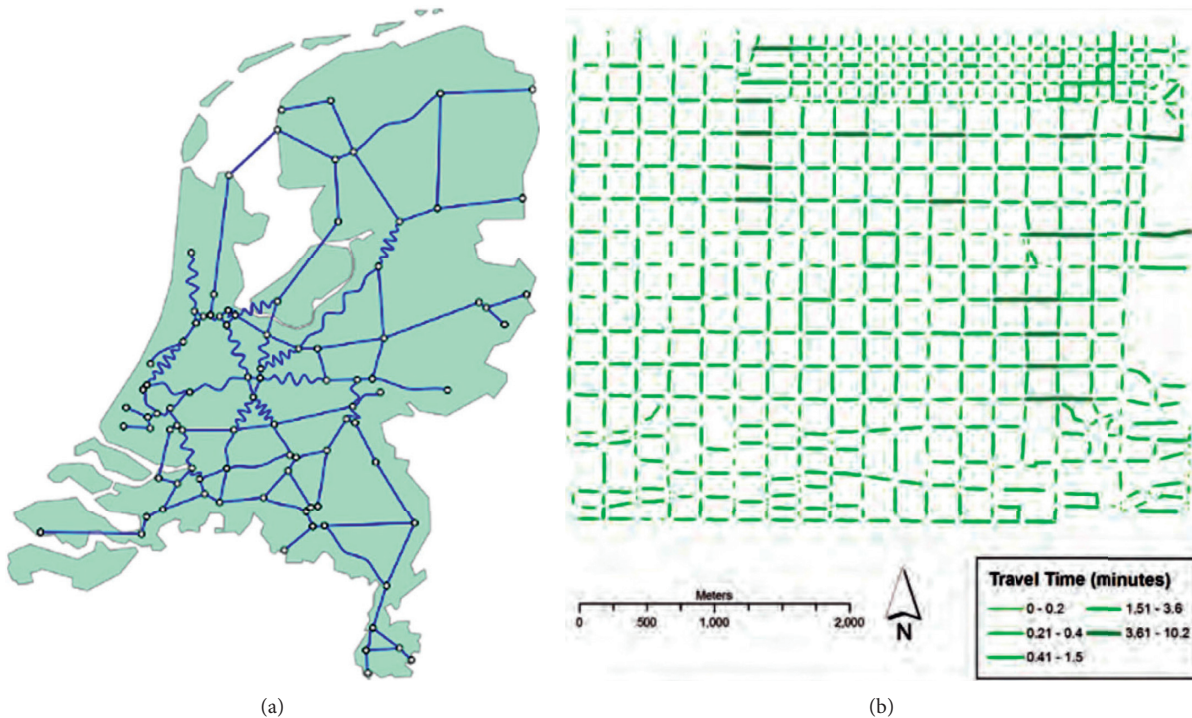 Meters
0 500 1,000 2,000
N
Travel Time (minutes)
0 - 0.2 1.51 - 3.6
0.21 - 0.4 3.61 - 10.2
0.41 - 1.5
(a) (b)